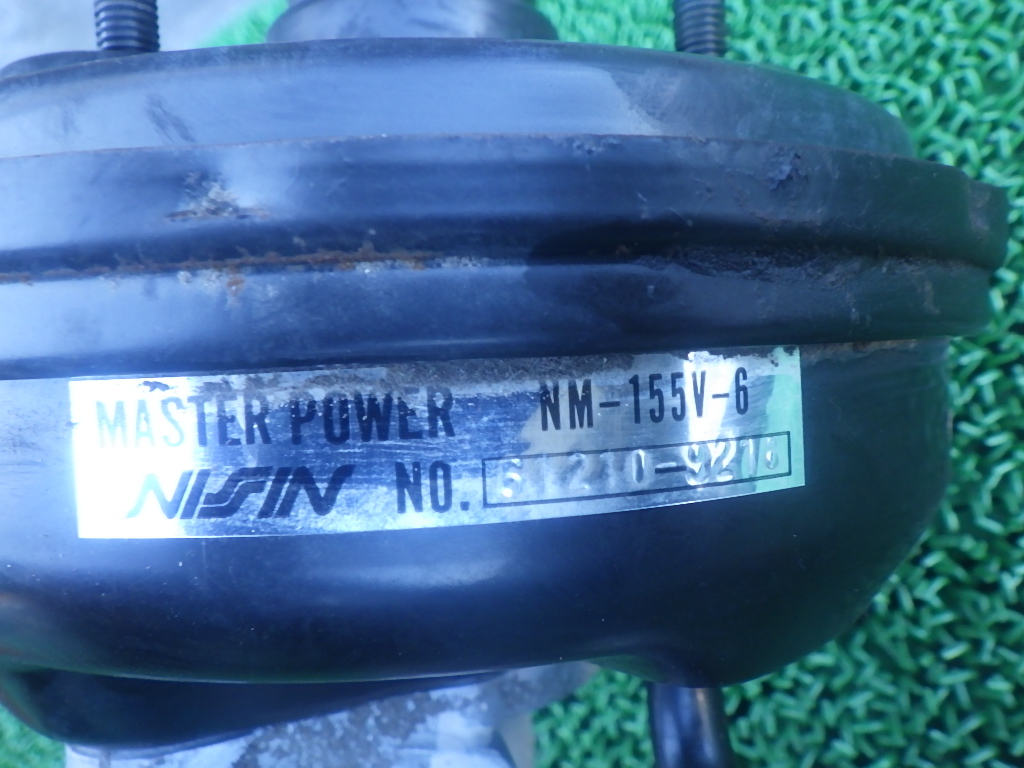 MASTER POWER NM-155V-6
NISSIN NO.